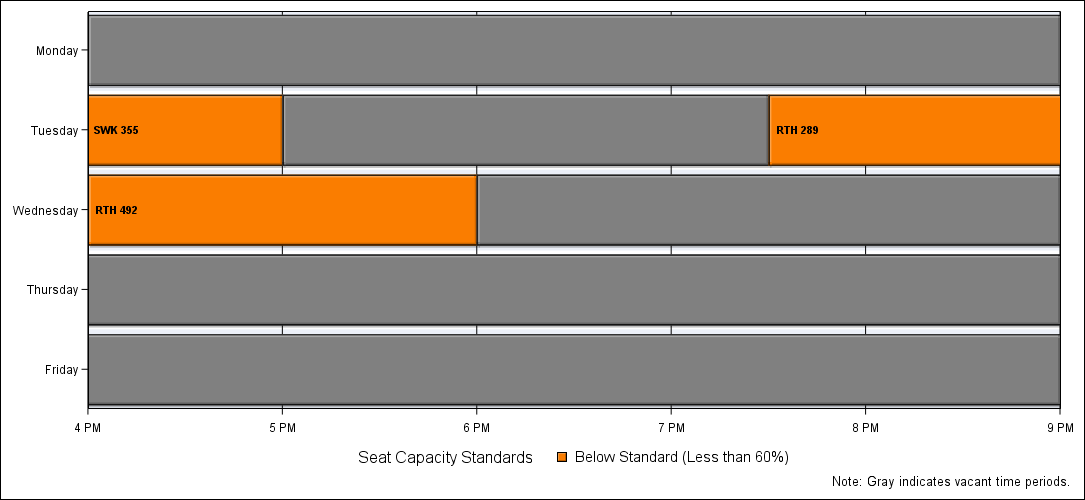 Monday
Tuesday
SWK 355
RTH 289
Wednesday
RTH 492
Thursday
Friday
4 PM 5 PM 6 PM 7 PM 8 PM 9 PM
Seat Capacity Standards Below Standard (Less than 60%)
Note: Gray indicates vacant time periods.